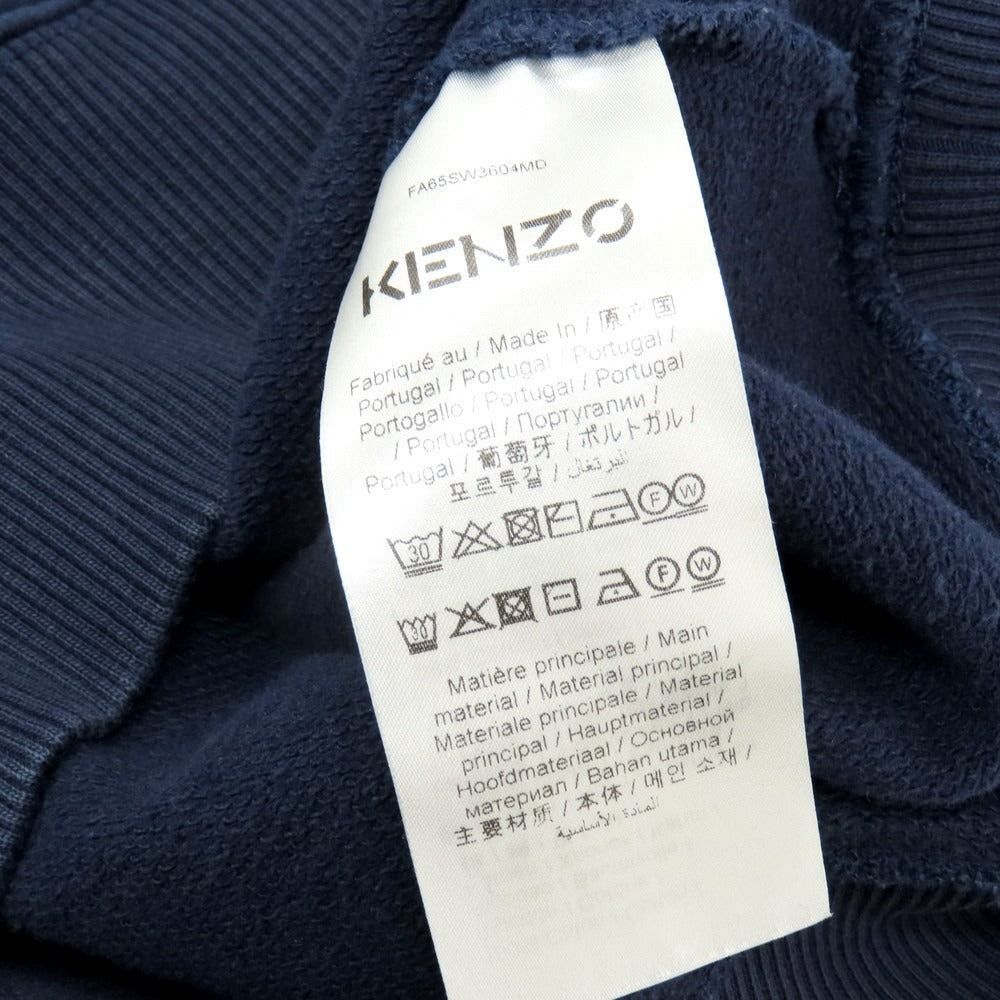 FA65SW3604MD
KENZO
Fabriqué au / Made In / 原产国
Portugal / Portugal / Portugal /
Portogallo / Portugal / Portugal
/ Portugal / Португалии /
Portugal / 葡萄牙 / ポルトガル /
포르투갈 / البرتغال
30 F W
30 F W
Matière principale / Main
material / Material principal /
Materiale principale / Material
principal / Hauptmaterial /
Hoofdmateriaal / Основной
материал / Bahan utama /
主要材质 / 本体 / 메인 소재 /
المادة الأساسية